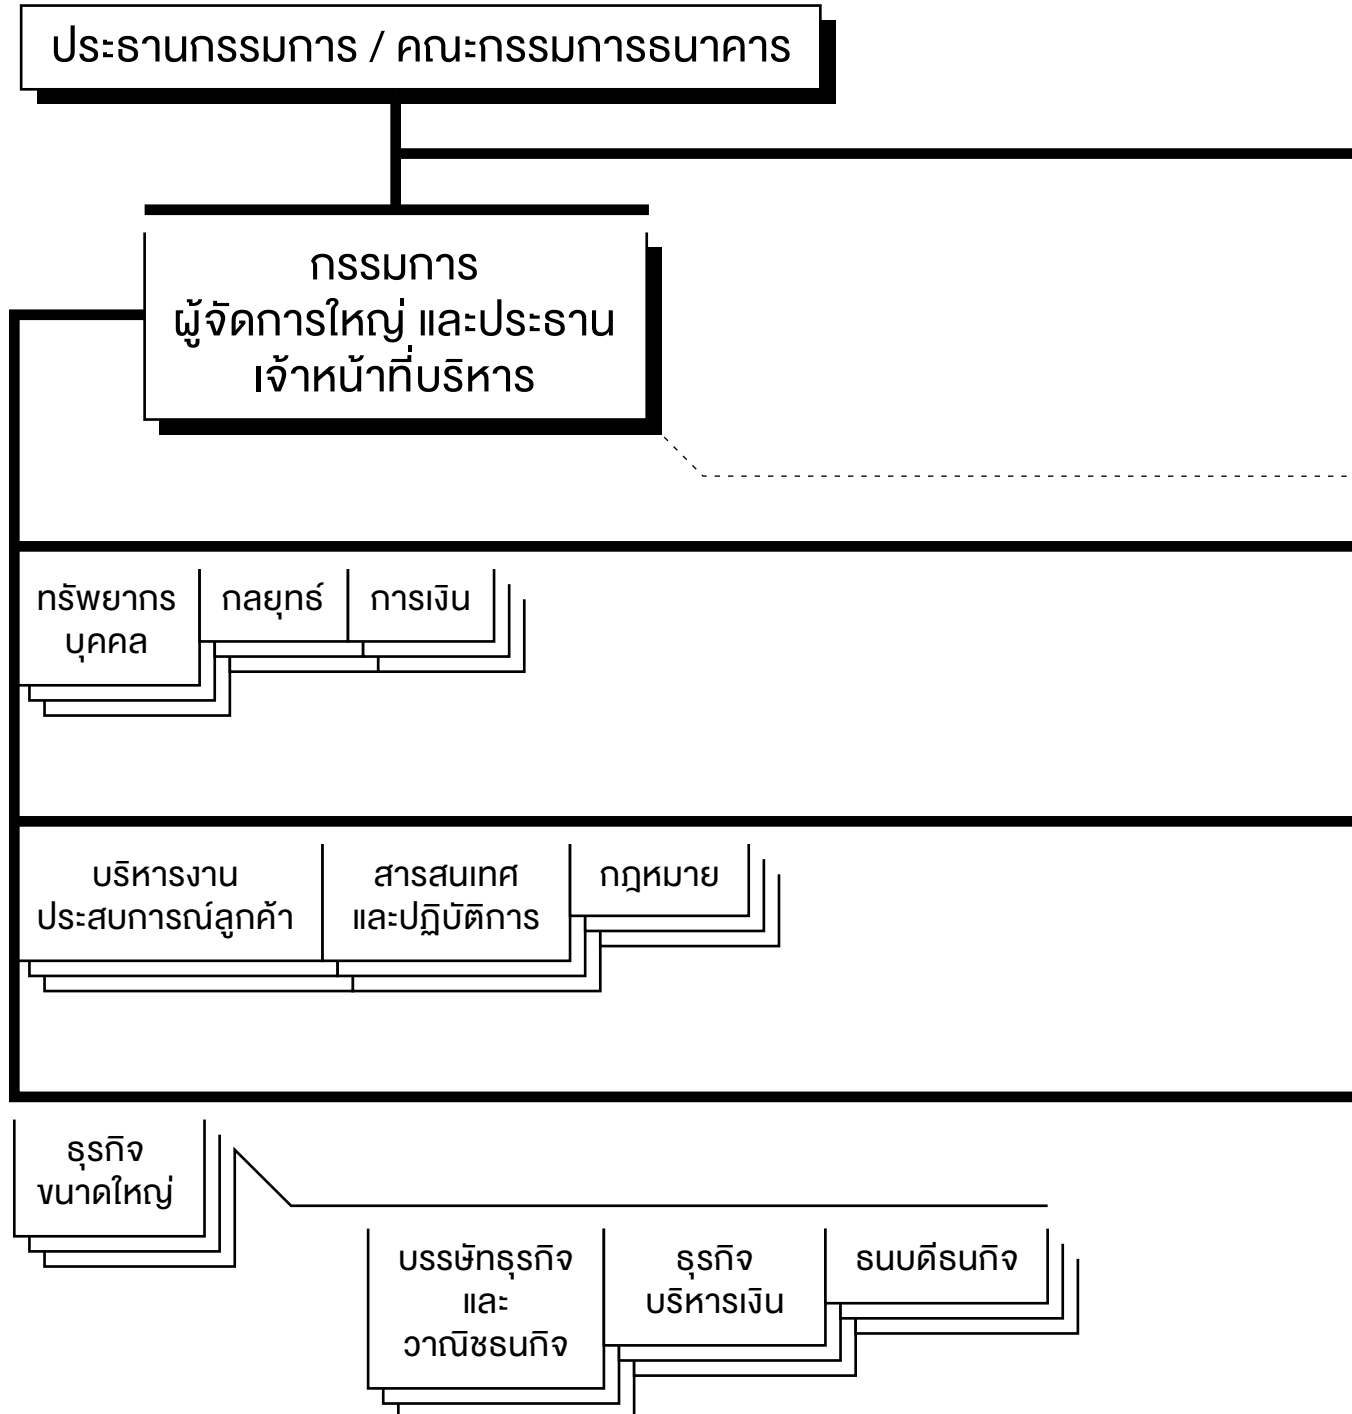 ประธานกรรมการ / คณะกรรมการธนาคาร
กรรมการ
ผู้จัดการใหญ่ และประธาน
เจ้าหน้าที่บริหาร
ทรัพยากร
บุคคล
กลยุทธ์
การเงิน
บริหารงาน
ประสบการณ์ลูกค้า
สารสนเทศ
และปฏิบัติการ
กฎหมาย
ธุรกิจ
ขนาดใหญ่
บรรษัทธุรกิจ
และ
วาณิชธนกิจ
ธุรกิจ
บริหารเงิน
ธนบดีธนกิจ